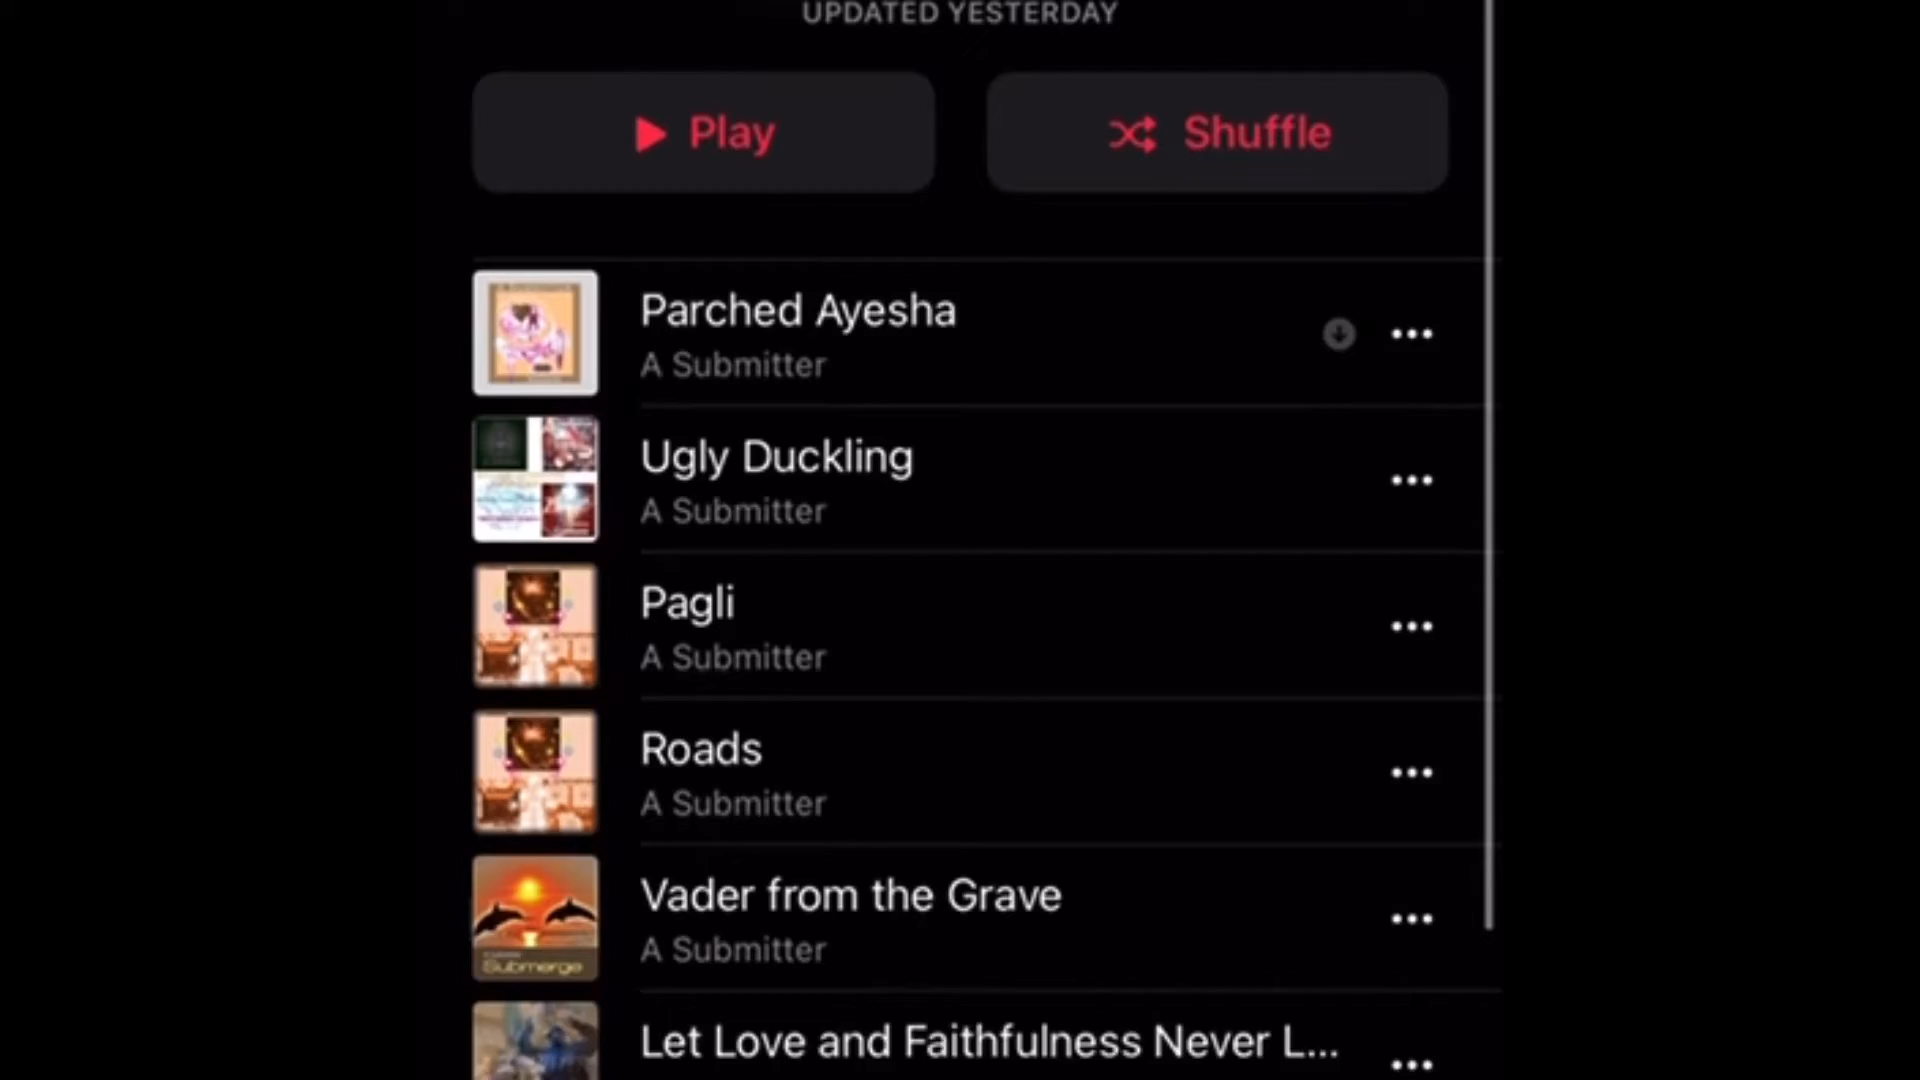 UPDATED YESTERDAY
Play
Shuffle
Parched Ayesha
A Submitter
Ugly Duckling
A Submitter
Pagli
A Submitter
Roads
A Submitter
Vader from the Grave
A Submitter
Submerge
Let Love and Faithfulness Never L...